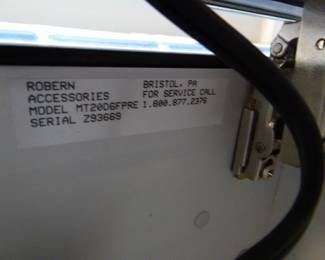 ROBERN BRISTOL, PA
ACCESSORIES FOR SERVICE CALL
MODEL MT20D6FPRE 1.800.877.2376
SERIAL Z93669